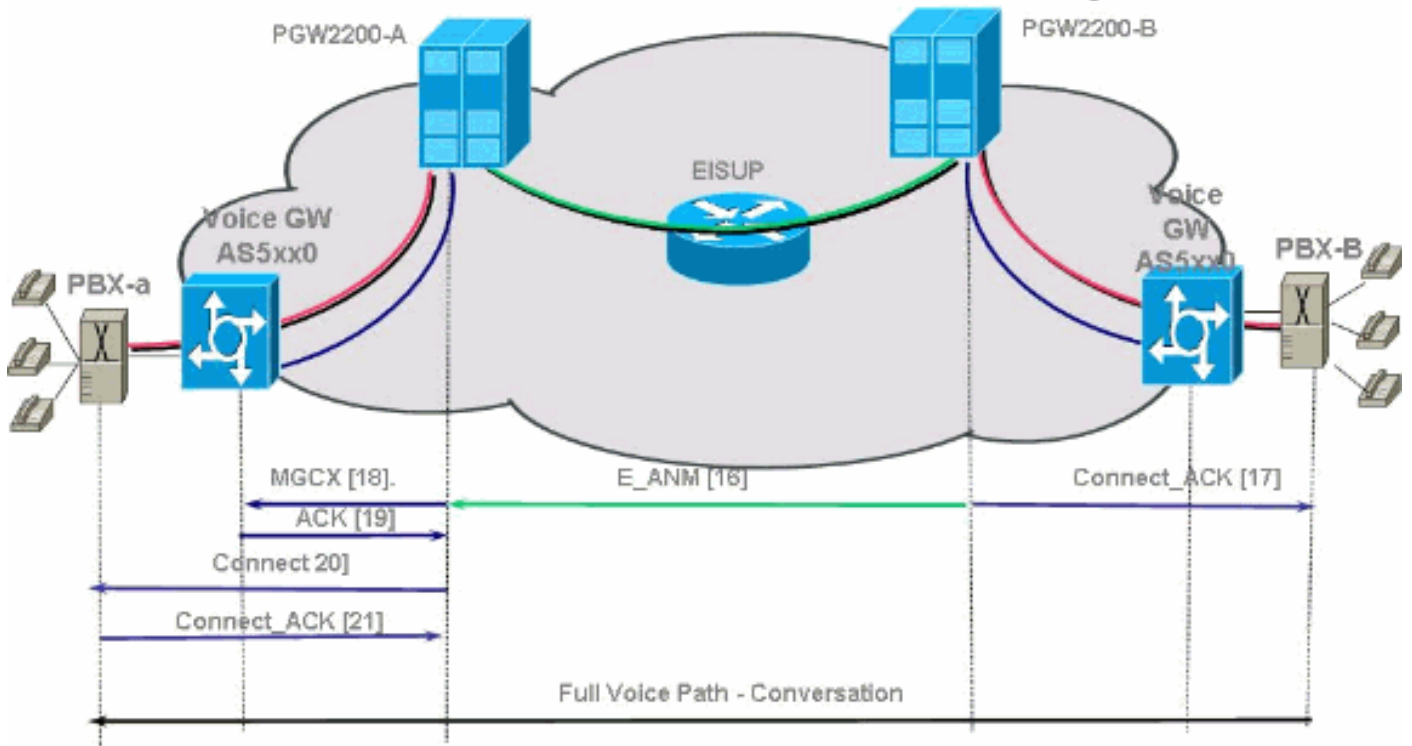 PGW2200-A
PGW2200-B
EISUP
Voice GW
AS5xx0
Voice
GW
AS5xx0
PBX-a
PBX-B
MGCX [18].
E_ANM [16]
Connect_ACK [17]
ACK [19]
Connect 20]
Connect_ACK [21]
Full Voice Path - Conversation